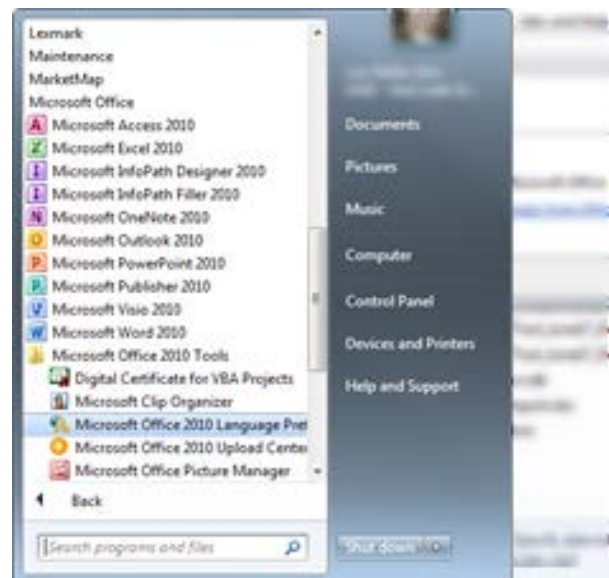 Lexmark
Maintenance
MarketMap
Microsoft Office
Microsoft Access 2010
Microsoft Excel 2010
Microsoft InfoPath Designer 2010
Microsoft InfoPath Filler 2010
Microsoft OneNote 2010
Microsoft Outlook 2010
Microsoft PowerPoint 2010
Microsoft Publisher 2010
Microsoft Visio 2010
Microsoft Word 2010
Microsoft Office 2010 Tools
Digital Certificate for VBA Projects
Microsoft Clip Organizer
Microsoft Office 2010 Language Pref
Microsoft Office 2010 Upload Center
Microsoft Office Picture Manager
Back
Search programs and files
Documents
Pictures
Music
Computer
Control Panel
Devices and Printers
Help and Support
Shut down